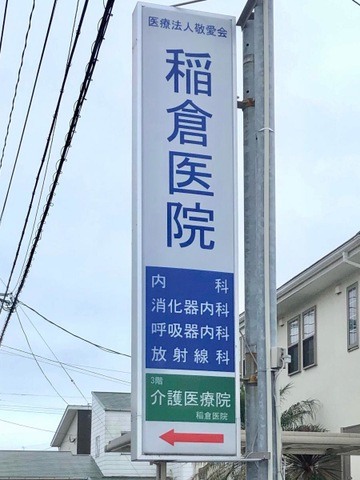 医療法人敬愛会
稲倉医院
内科
消化器内科
呼吸器内科
放射線科
3階
介護医療院
稲倉医院